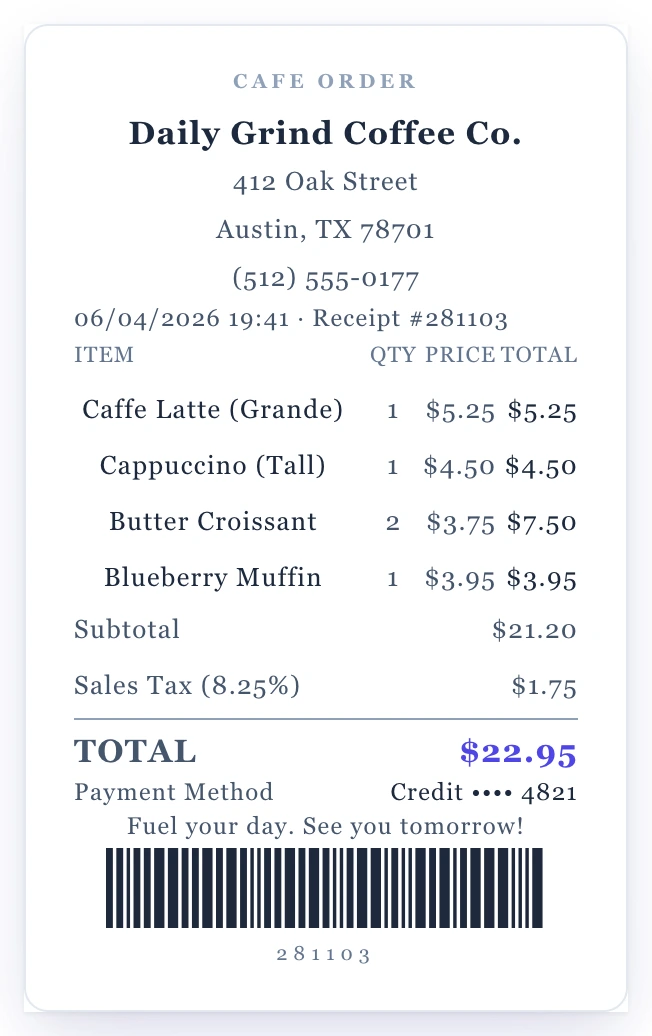 CAFE ORDER
Daily Grind Coffee Co.
412 Oak Street
Austin, TX 78701
(512) 555-0177
06/04/2026 19:41 · Receipt #281103
ITEM QTY PRICE TOTAL
Caffe Latte (Grande) 1 $5.25 $5.25
Cappuccino (Tall) 1 $4.50 $4.50
Butter Croissant 2 $3.75 $7.50
Blueberry Muffin 1 $3.95 $3.95
Subtotal $21.20
Sales Tax (8.25%) $1.75
TOTAL $22.95
Payment Method Credit •••• 4821
Fuel your day. See you tomorrow!
281103